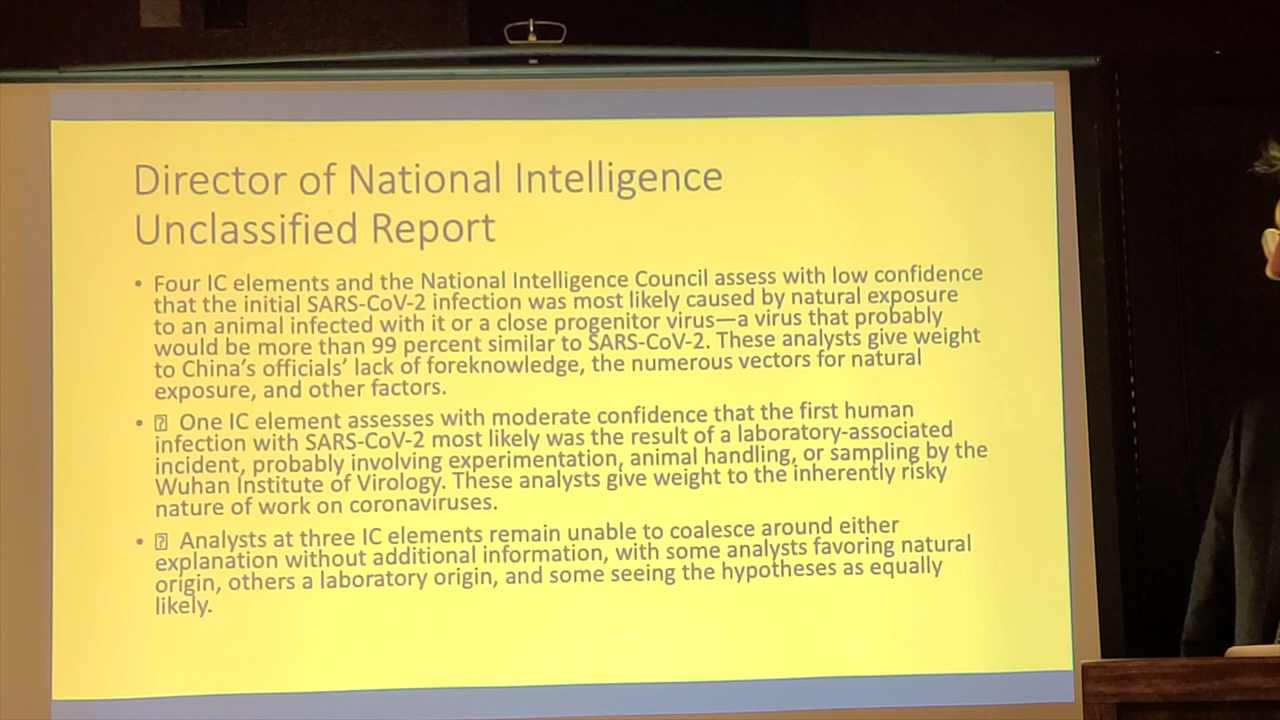 Director of National Intelligence
Unclassified Report
• Four IC elements and the National Intelligence Council assess with low confidence
that the initial SARS-CoV-2 infection was most likely caused by natural exposure
to an animal infected with it or a close progenitor virus—a virus that probably
would be more than 99 percent similar to SARS-CoV-2. These analysts give weight
to China's officials' lack of foreknowledge, the numerous vectors for natural
exposure, and other factors.
• ⍰ One IC element assesses with moderate confidence that the first human
infection with SARS-CoV-2 most likely was the result of a laboratory-associated
incident, probably involving experimentation, animal handling, or sampling by the
Wuhan Institute of Virology. These analysts give weight to the inherently risky
nature of work on coronaviruses.
• ⍰ Analysts at three IC elements remain unable to coalesce around either
explanation without additional information, with some analysts favoring natural
origin, others a laboratory origin, and some seeing the hypotheses as equally
likely.